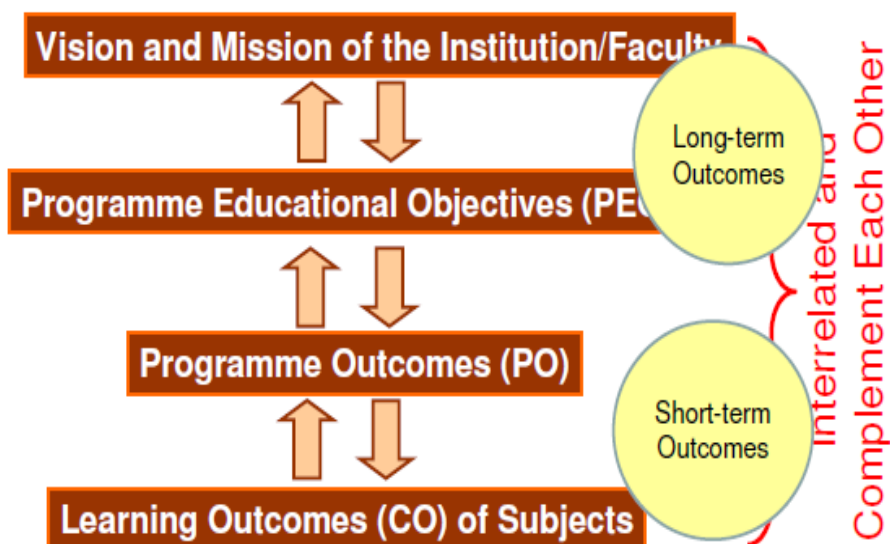 Vision and Mission of the Institution/Faculty
Long-term
Outcomes
Programme Educational Objectives (PEO
Programme Outcomes (PO)
Short-term
Outcomes
Learning Outcomes (CO) of Subjects
Interrelated and
Complement Each Other